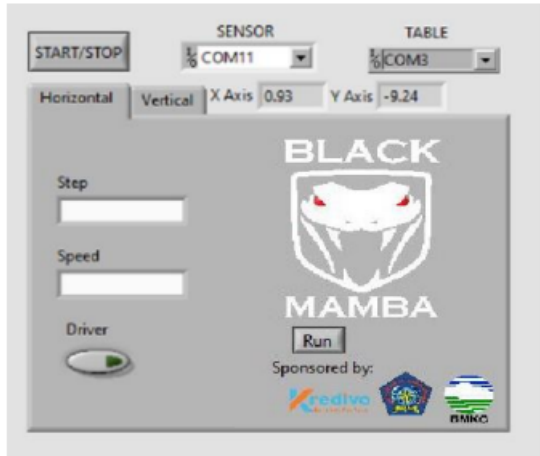 SENSOR
TABLE
START/STOP
COM11
COM3
Horizontal
Vertical
X Axis
0.93
Y Axis
-9.24
BLACK
MAMBA
Step
Speed
Driver
Run
Sponsored by:
Kredivo
BMKG